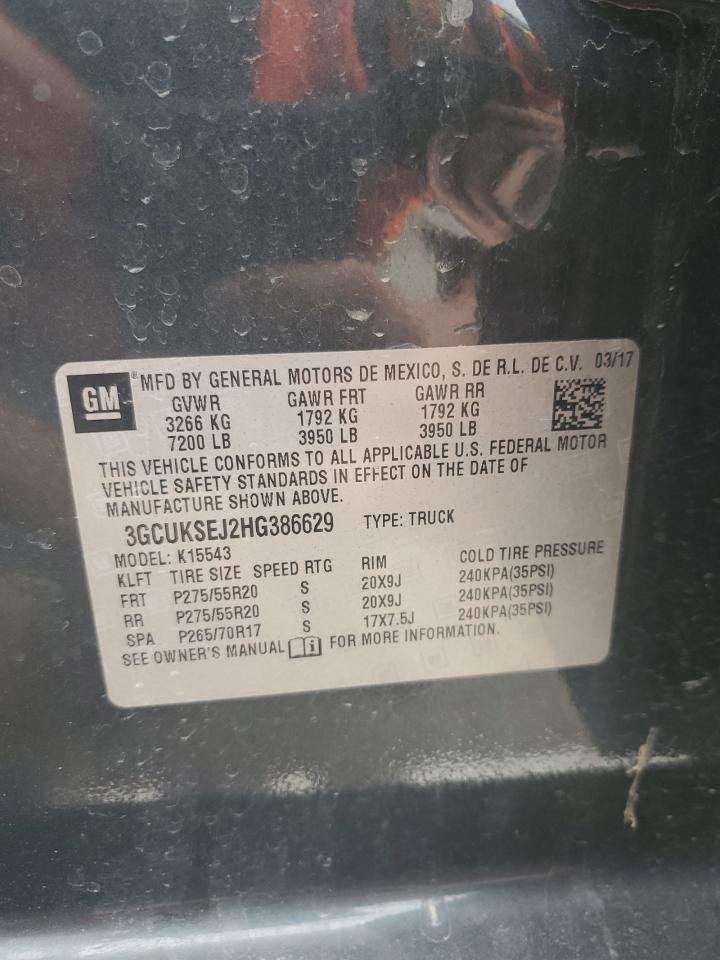 GM ® MFD BY GENERAL MOTORS DE MEXICO, S. DE R.L. DE C.V. 03/17
GVWR GAWR FRT GAWR RR
3266 KG 1792 KG 1792 KG
7200 LB 3950 LB 3950 LB
THIS VEHICLE CONFORMS TO ALL APPLICABLE U.S. FEDERAL MOTOR
VEHICLE SAFETY STANDARDS IN EFFECT ON THE DATE OF
MANUFACTURE SHOWN ABOVE.
3GCUKSEJ2HG386629 TYPE: TRUCK
MODEL: K15543
KLFT TIRE SIZE SPEED RTG RIM COLD TIRE PRESSURE
FRT P275/55R20 S 20X9J 240KPA(35PSI)
RR P275/55R20 S 20X9J 240KPA(35PSI)
SPA P265/70R17 S 17X7.5J 240KPA(35PSI)
SEE OWNER'S MANUAL i FOR MORE INFORMATION.